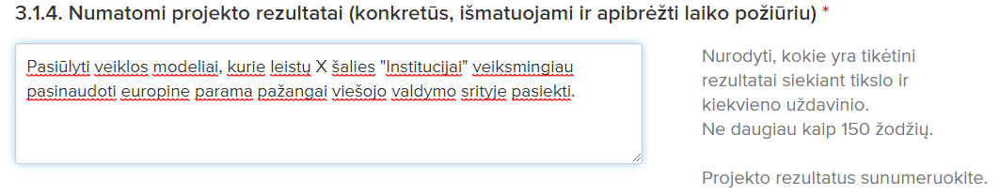 3.1.4. Numatomi projekto rezultatai (konkretūs, išmatuojami ir apibrėžti laiko požiūriu) *
Pasiūlyti veiklos modeliai, kurie leistų X šalies "Institucijai" veiksmingiau
pasinaudoti europine parama pažangai viešojo valdymo srityje pasiekti.
Nurodyti, kokie yra tikėtini
rezultatai siekiant tikslo ir
kiekvieno uždavinio.
Ne daugiau kaip 150 žodžių.
Projekto rezultatus sunumeruokite.